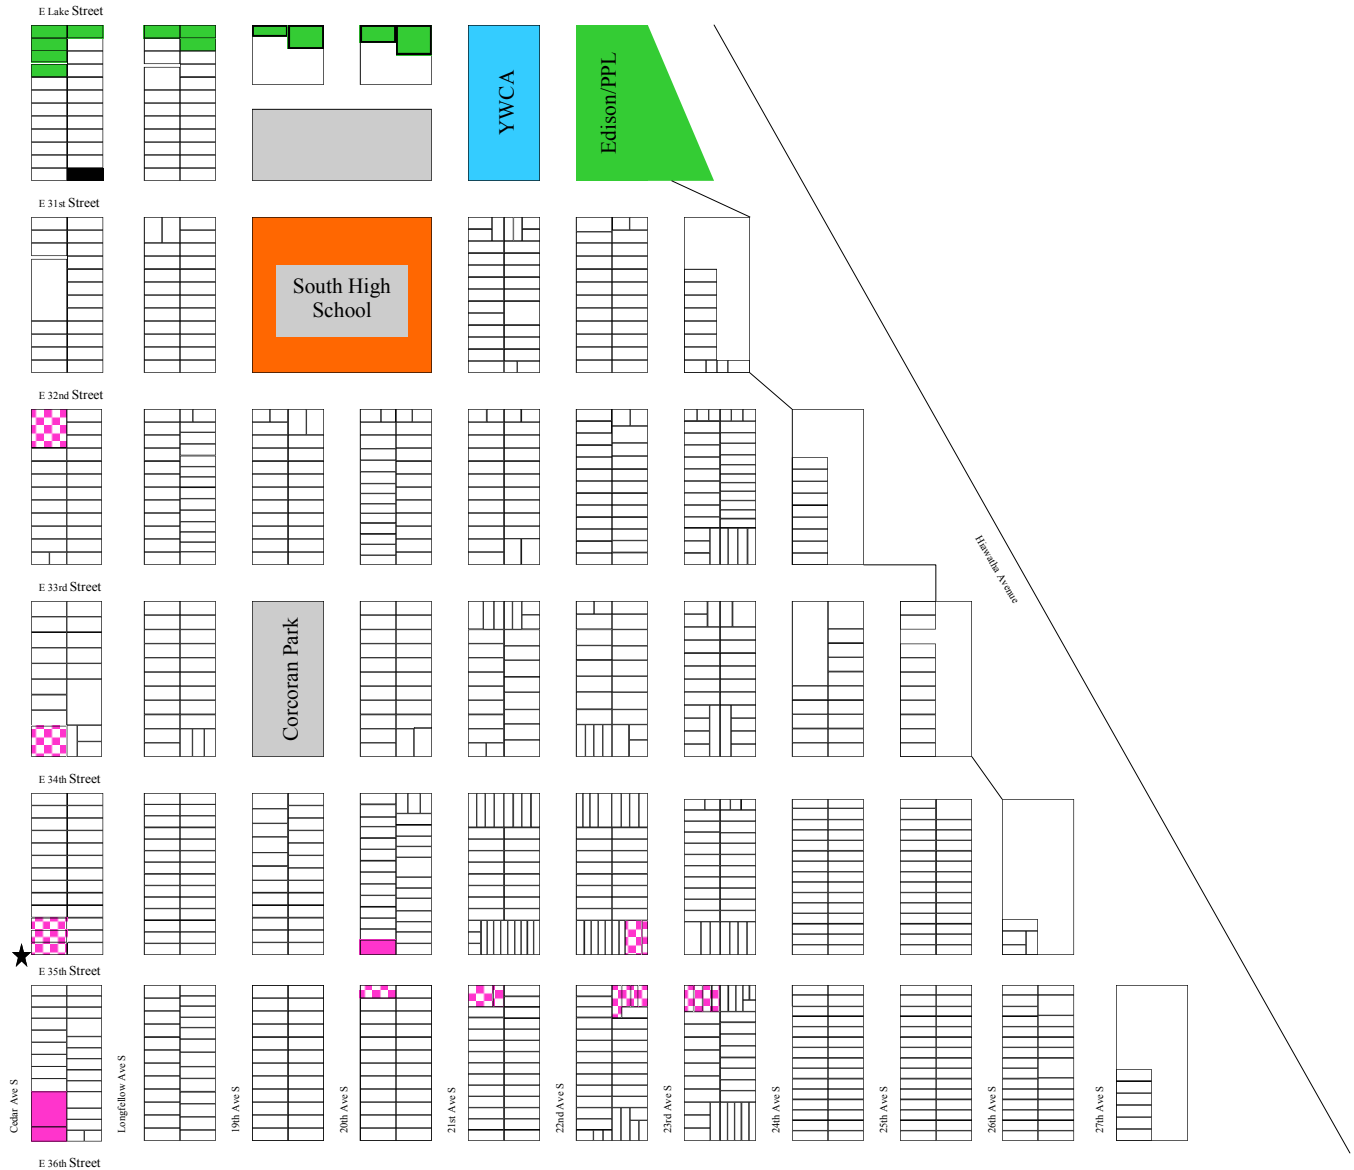 E Lake Street
YWCA
Edison/PPL
E 31st Street
South High
School
E 32nd Street
Hiawatha Avenue
E 33rd Street
Corcoran Park
E 34th Street
E 35th Street
Cedar Ave S
Longfellow Ave S
19th Ave S
20th Ave S
21st Ave S
22nd Ave S
23rd Ave S
24th Ave S
25th Ave S
26th Ave S
27th Ave S
E 36th Street